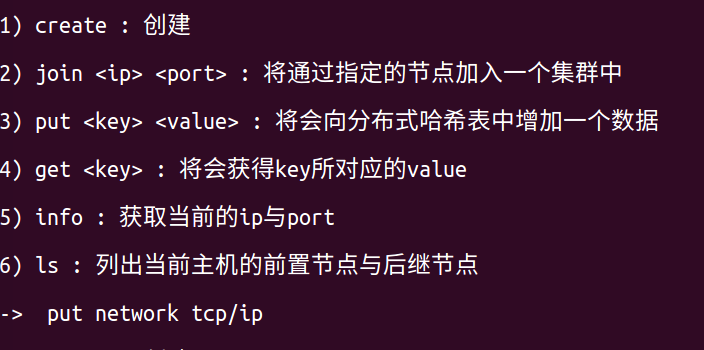 1) create : 创建
2) join <ip> <port> : 将通过指定的节点加入一个集群中
3) put <key> <value> : 将会向分布式哈希表中增加一个数据
4) get <key> : 将会获得key所对应的value
5) info : 获取当前的ip与port
6) ls : 列出当前主机的前置节点与后继节点
->  put network tcp/ip